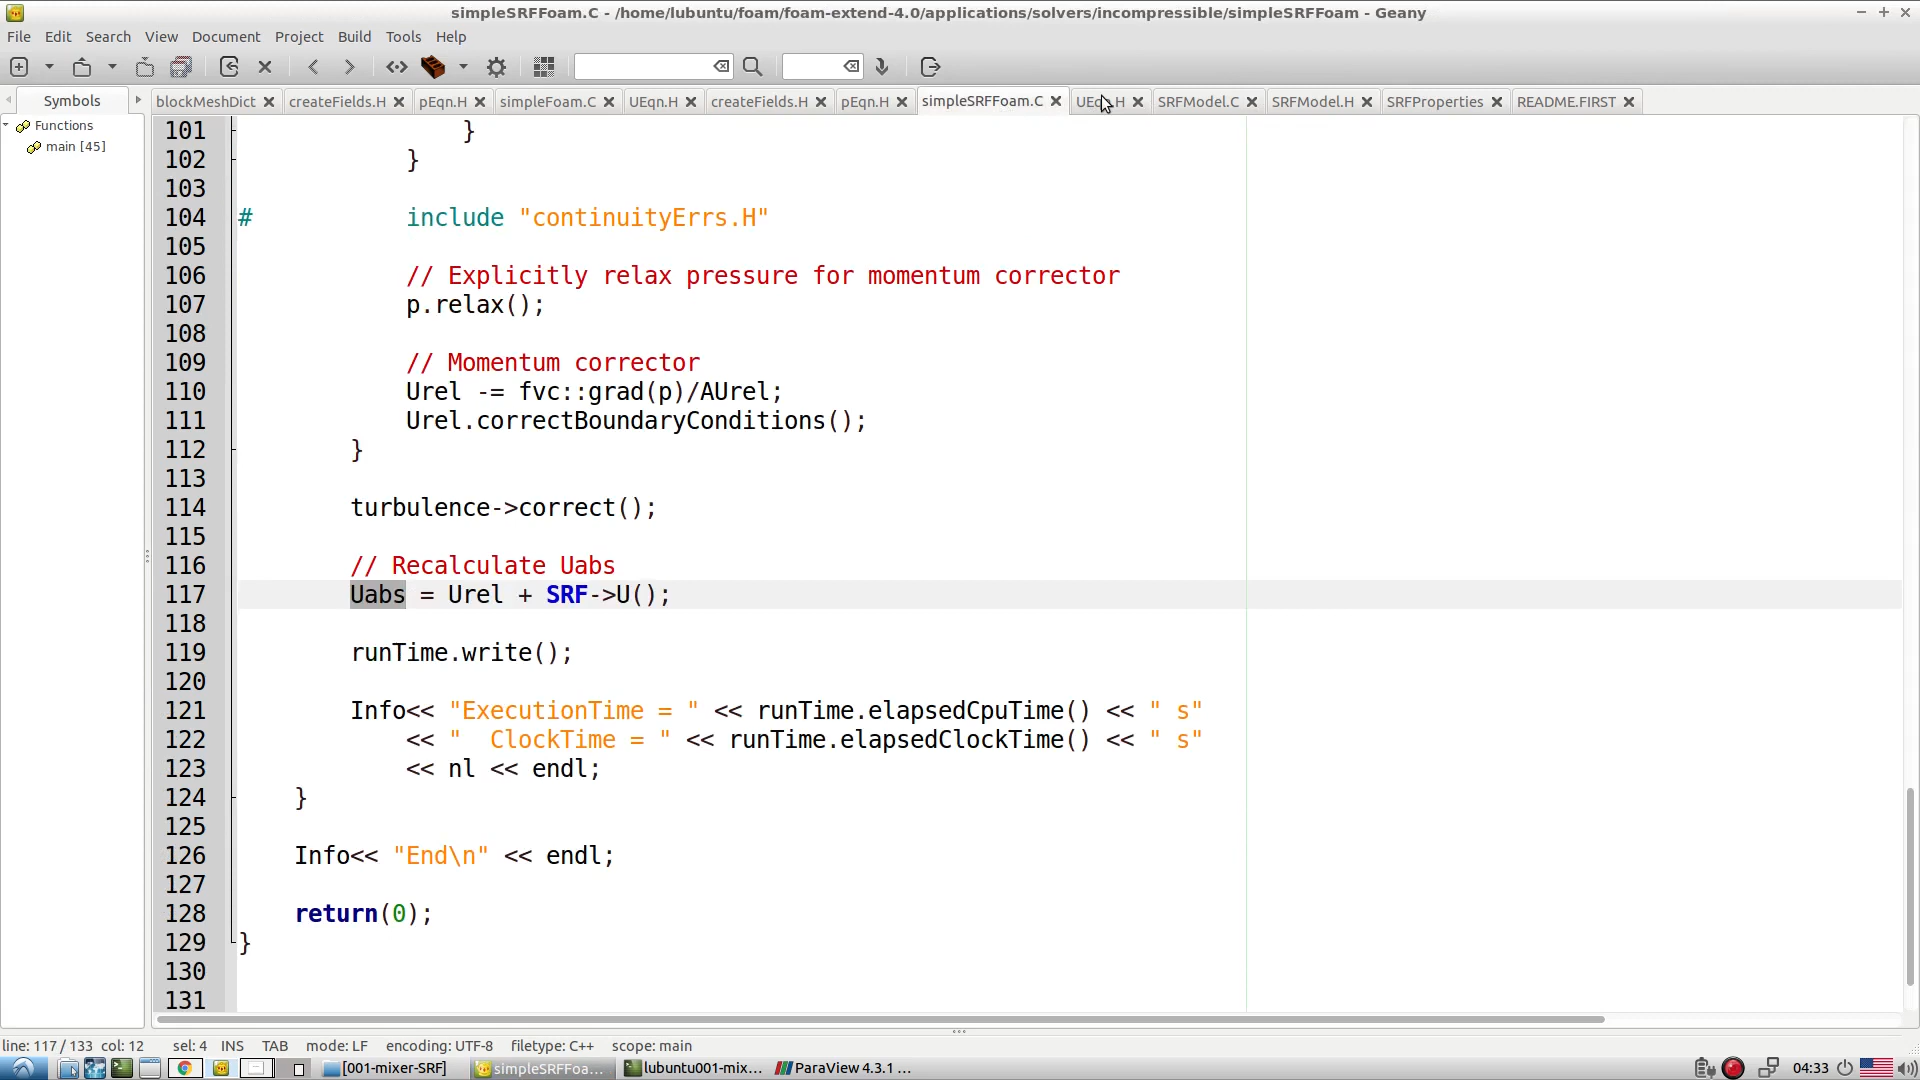 simpleSRFFoam.C - /home/lubuntu/foam/foam-extend-4.0/applications/solvers/incompressible/simpleSRFFoam - Geany
File Edit Search View Document Project Build Tools Help
Symbols blockMeshDict createFields.H pEqn.H simpleFoam.C UEqn.H createFields.H pEqn.H simpleSRFFoam.C SRFModel.C SRFModel.H SRFProperties README.FIRST
Functions
main [45]
101 }
102 }
103
104 # include "continuityErrs.H"
105
106 // Explicitly relax pressure for momentum corrector
107 p.relax();
108
109 // Momentum corrector
110 Urel -= fvc::grad(p)/AUrel;
111 Urel.correctBoundaryConditions();
112 }
113
114 turbulence->correct();
115
116 // Recalculate Uabs
117 Uabs = Urel + SRF->U();
118
119 runTime.write();
120
121 Info<< "ExecutionTime = " << runTime.elapsedCpuTime() << " s"
122 << "  ClockTime = " << runTime.elapsedClockTime() << " s"
123 << nl << endl;
124 }
125
126 Info<< "End\n" << endl;
127
128 return(0);
129 }
130
131
line: 117 / 133 col: 12 sel: 4 INS TAB mode: LF encoding: UTF-8 filetype: C++ scope: main
[001-mixer-SRF] simpleSRFFoa... lubuntu001-mix... ParaView 4.3.1 ... 04:33